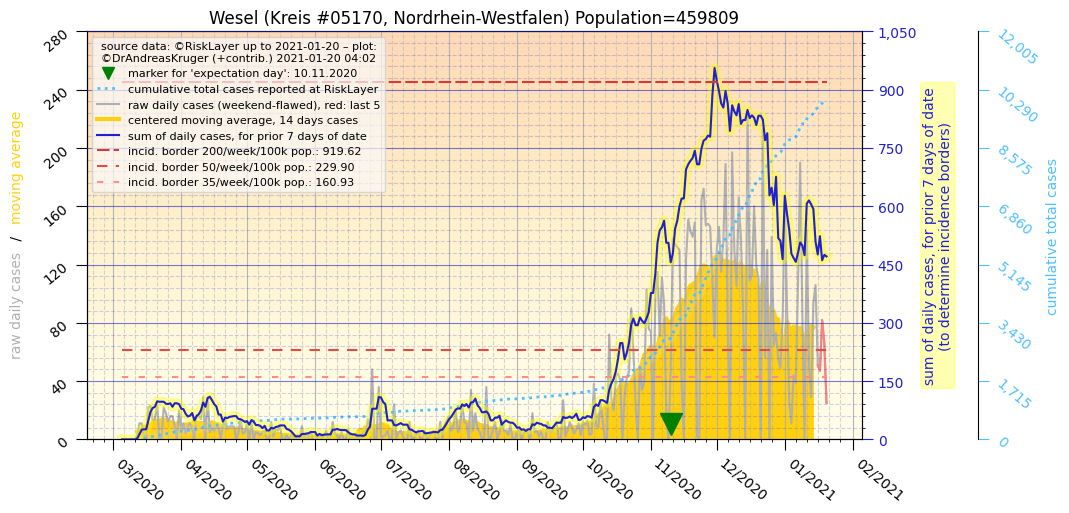 Wesel (Kreis #05170, Nordrhein-Westfalen) Population=459809
source data: ©RiskLayer up to 2021-01-20 – plot:
©DrAndreasKruger (+contrib.) 2021-01-20 04:02
marker for 'expectation day': 10.11.2020
cumulative total cases reported at RiskLayer
raw daily cases (weekend-flawed), red: last 5
centered moving average, 14 days cases
sum of daily cases, for prior 7 days of date
incid. border 200/week/100k pop.: 919.62
incid. border 50/week/100k pop.: 229.90
incid. border 35/week/100k pop.: 160.93
raw daily cases / moving average
280
240
200
160
120
80
40
0
03/2020
04/2020
05/2020
06/2020
07/2020
08/2020
09/2020
10/2020
11/2020
12/2020
01/2021
02/2021
1,050
900
750
600
450
300
150
0
sum of daily cases, for prior 7 days of date
(to determine incidence borders)
12,005
10,290
8,575
6,860
5,145
3,430
1,715
0
cumulative total cases